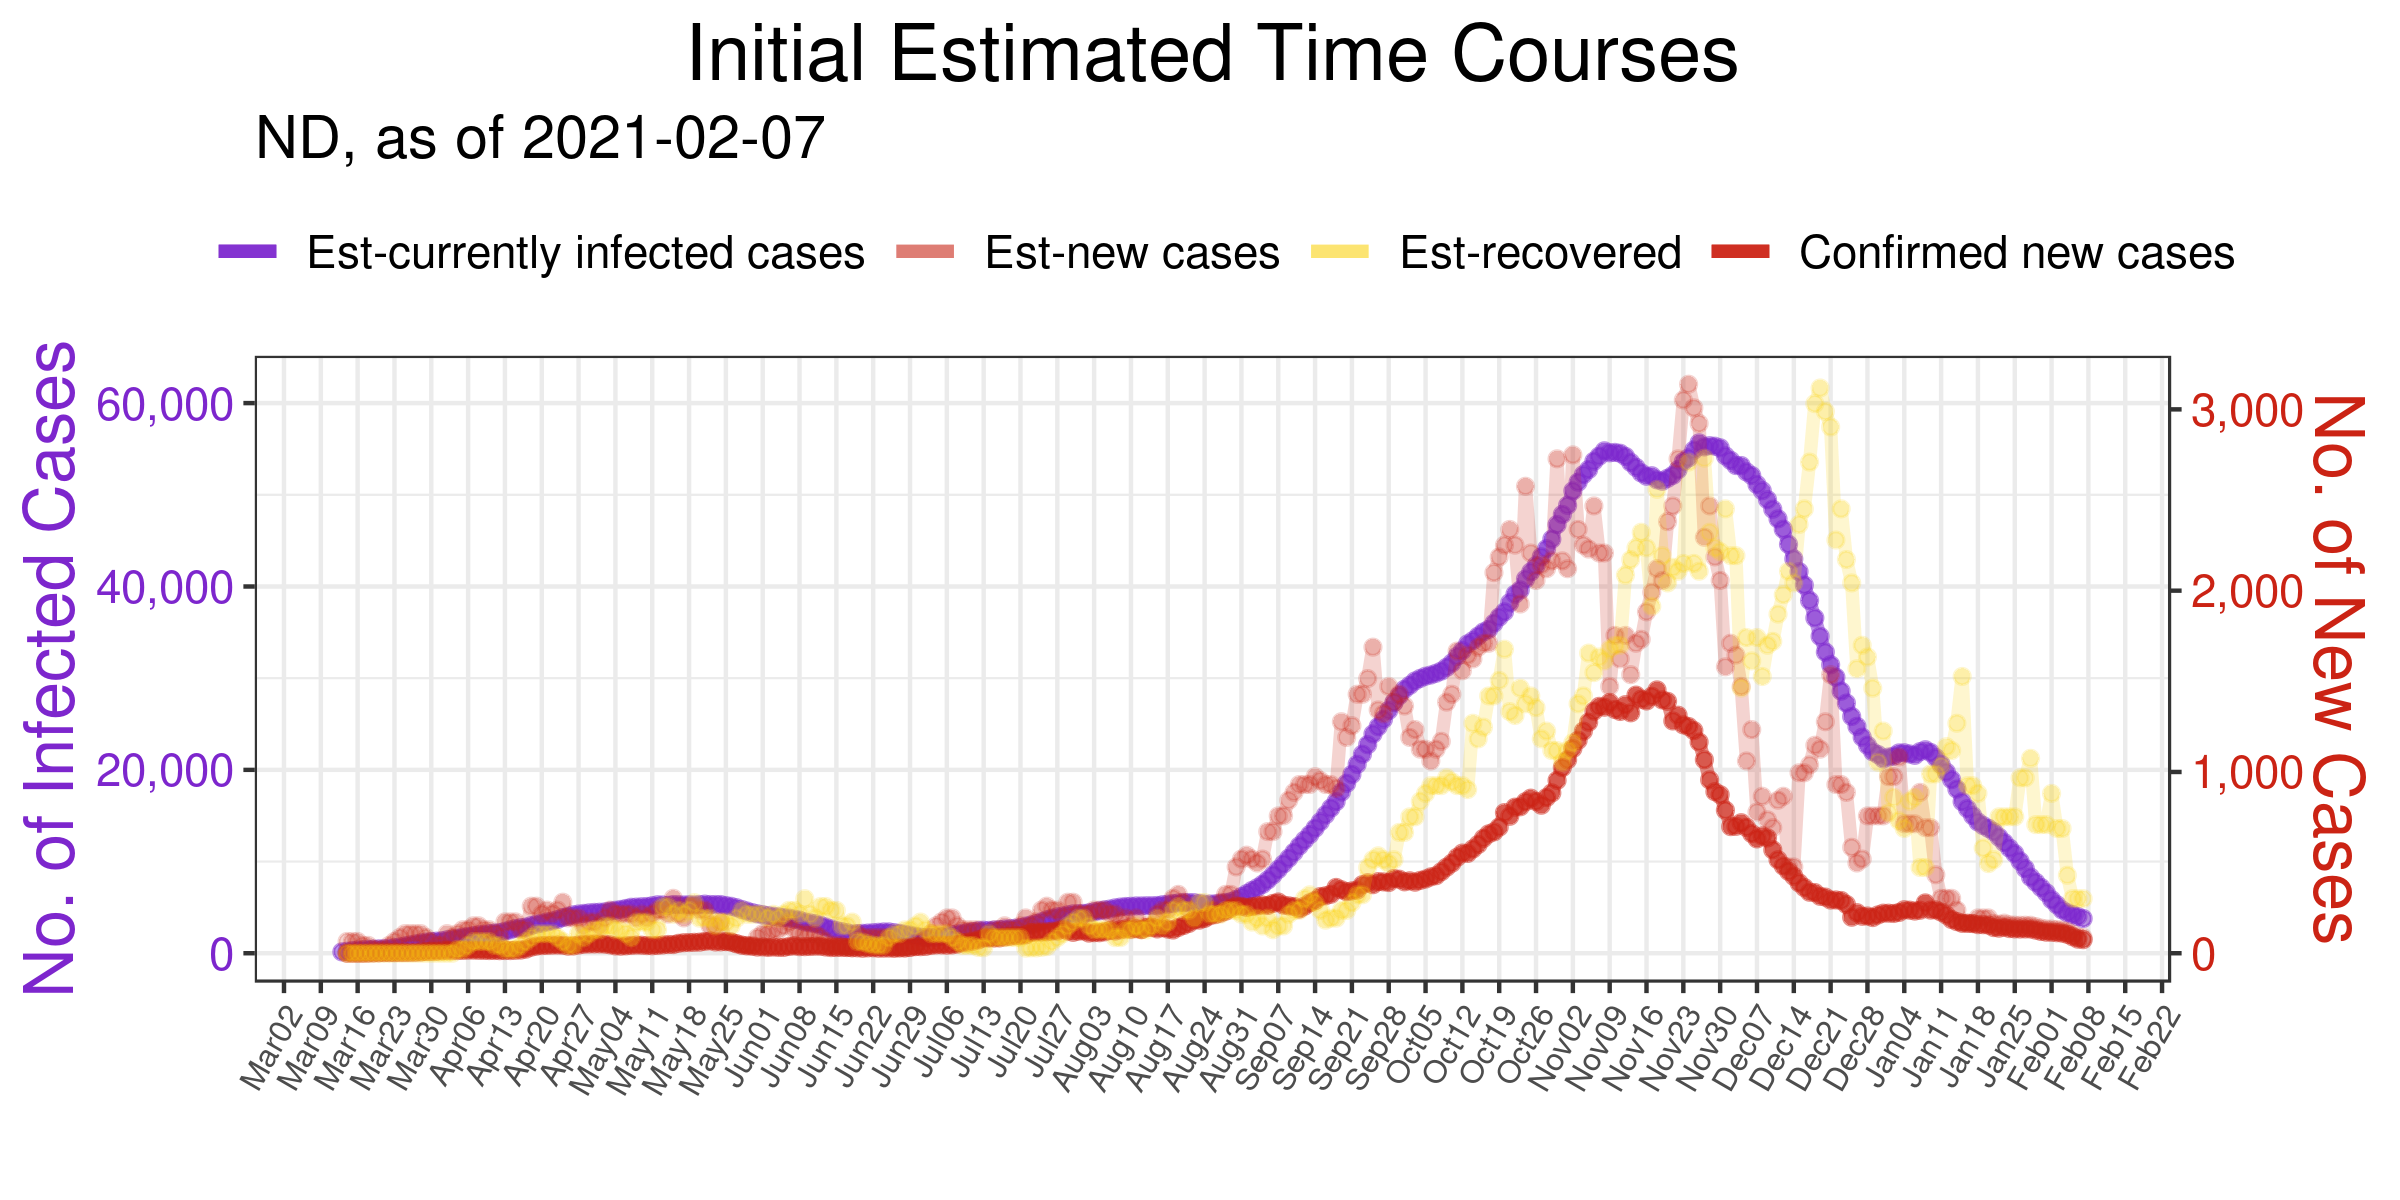 Initial Estimated Time Courses
ND, as of 2021-02-07
Est-currently infected cases
Est-new cases
Est-recovered
Confirmed new cases
No. of Infected Cases
60,000
40,000
20,000
0
3,000
2,000
1,000
0
No. of New Cases
Mar02
Mar09
Mar16
Mar23
Mar30
Apr06
Apr13
Apr20
Apr27
May04
May11
May18
May25
Jun01
Jun08
Jun15
Jun22
Jun29
Jul06
Jul13
Jul20
Jul27
Aug03
Aug10
Aug17
Aug24
Aug31
Sep07
Sep14
Sep21
Sep28
Oct05
Oct12
Oct19
Oct26
Nov02
Nov09
Nov16
Nov23
Nov30
Dec07
Dec14
Dec21
Dec28
Jan04
Jan11
Jan18
Jan25
Feb01
Feb08
Feb15
Feb22